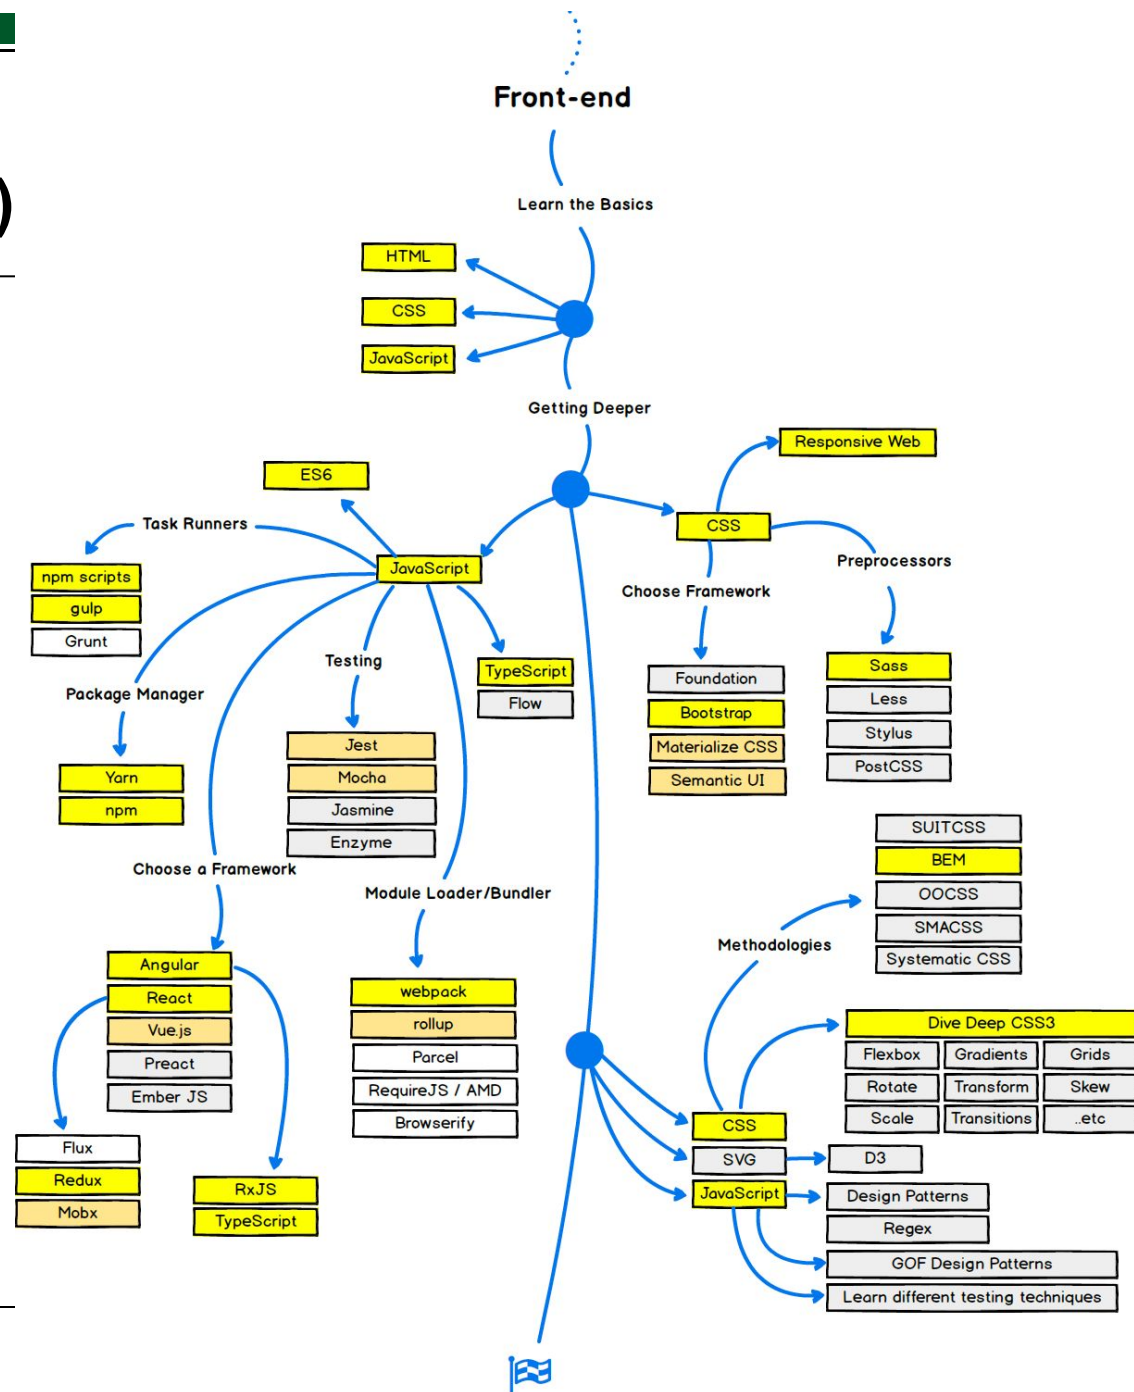 )
Front-end
Learn the Basics
HTML
CSS
JavaScript
Getting Deeper
Responsive Web
ES6
CSS
Task Runners
JavaScript
Preprocessors
npm scripts
gulp
Grunt
Choose Framework
Testing
TypeScript
Flow
Foundation
Bootstrap
Materialize CSS
Semantic UI
Sass
Less
Stylus
PostCSS
Package Manager
Yarn
npm
Jest
Mocha
Jasmine
Enzyme
SUITCSS
BEM
OOCSS
SMACSS
Systematic CSS
Choose a Framework
Module Loader/Bundler
Methodologies
Angular
React
Vue.js
Preact
Ember JS
webpack
rollup
Parcel
RequireJS / AMD
Browserify
Dive Deep CSS3
Flexbox Gradients Grids
Rotate Transform Skew
Scale Transitions ..etc
Flux
Redux
Mobx
RxJS
TypeScript
CSS
SVG
D3
JavaScript
Design Patterns
Regex
GOF Design Patterns
Learn different testing techniques